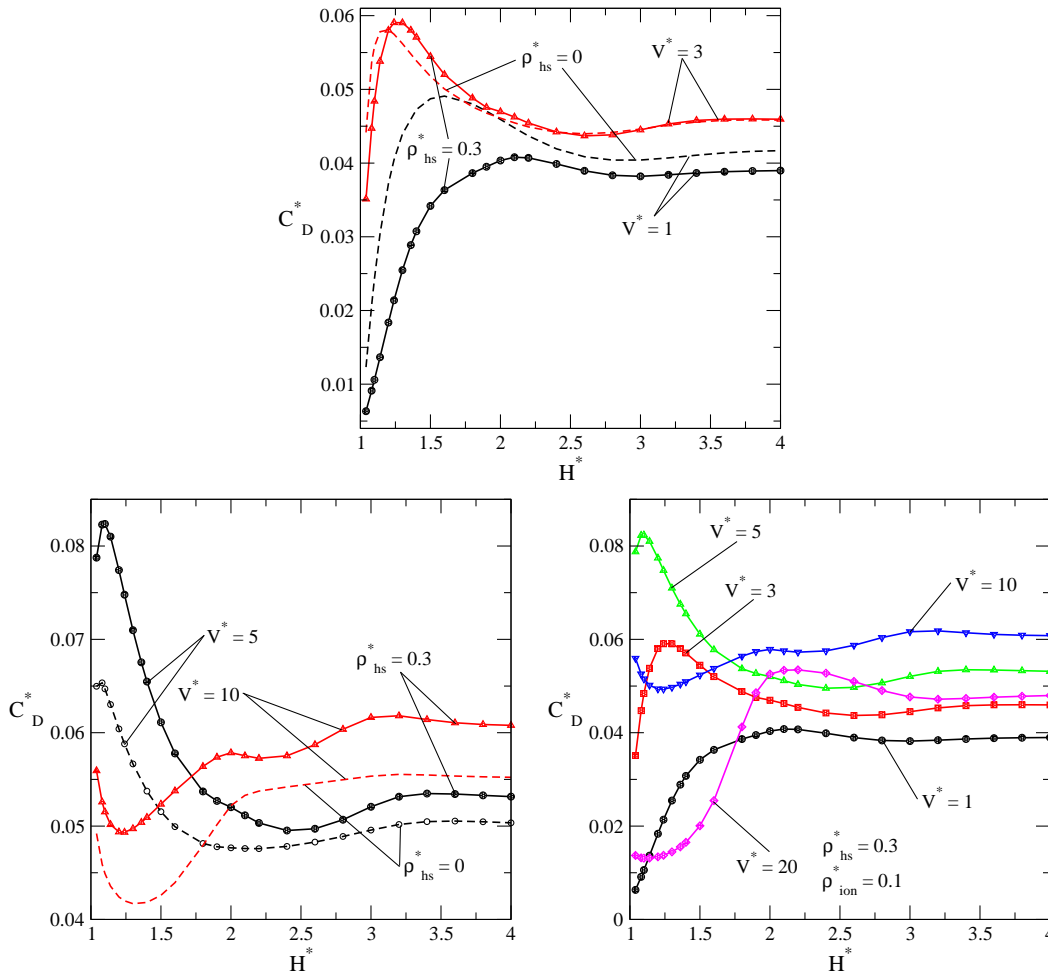 0.06
V* = 3
ρ*hs = 0
0.05
0.04
ρ*hs = 0.3
C*D
V* = 1
0.03
0.02
0.01
1 1.5 2 2.5 3 3.5 4
H*
0.08
V* = 5
0.07
ρ*hs = 0.3
V* = 10
C*D
0.06
0.05
ρ*hs = 0
0.04
1 1.5 2 2.5 3 3.5 4
H*
0.08
V* = 5
V* = 3
V* = 10
0.06
C*D
0.04
V* = 1
0.02
ρ*hs = 0.3
V* = 20
ρ*ion = 0.1
0
1 1.5 2 2.5 3 3.5 4
H*